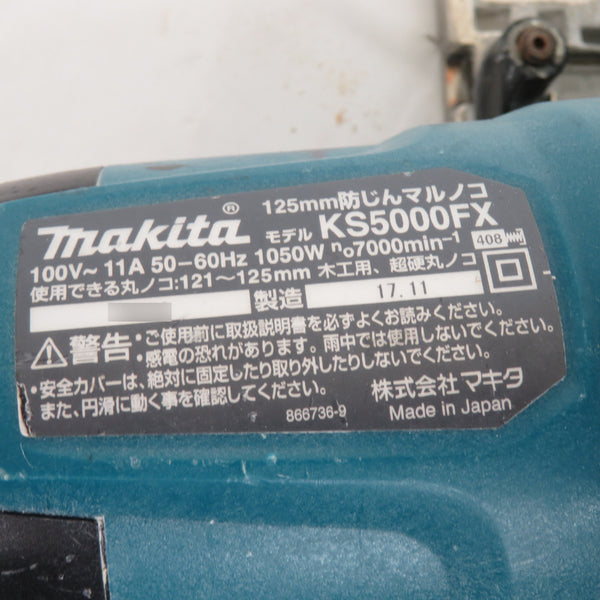 125mm防じんマルノコ
makita® モデル KS5000FX
100V～ 11A 50-60Hz 1050W n₀7000min⁻¹ 408
使用できる丸ノコ:121～125mm 木工用、超硬丸ノコ
製造 17.11
⚠警告 ・ご使用前に取扱説明書を必ずよくお読みください。
・感電の恐れがあります。雨中では使用しないでください。
・安全カバーは、絶対に固定したり取り外したりしないでください。
また、円滑に動く事を確認してください。
株式会社 マキタ
866736-9 Made in Japan